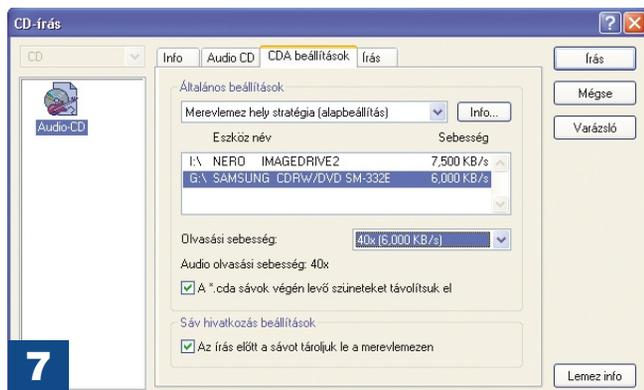 CD-írás
CD
Audio-CD
Info
Audio CD
CDA beállítások
Írás
Általános beállítások
Merevlemez hely stratégia (alapbeállítás)
Info...
Eszköz név Sebesség
I:\ NERO IMAGEDRIVE2 7,500 KB/s
G:\ SAMSUNG CDRW/DVD SM-332E 6,000 KB/s
Olvasási sebesség: 40x (6,000 KB/s)
Audio olvasási sebesség: 40x
A *.cda sávok végén levő szüneteket távolítsuk el
Sáv hivatkozás beállítások
Az írás előtt a sávot tároljuk le a merevlemezen
Írás
Mégse
Varázsló
Lemez info
7